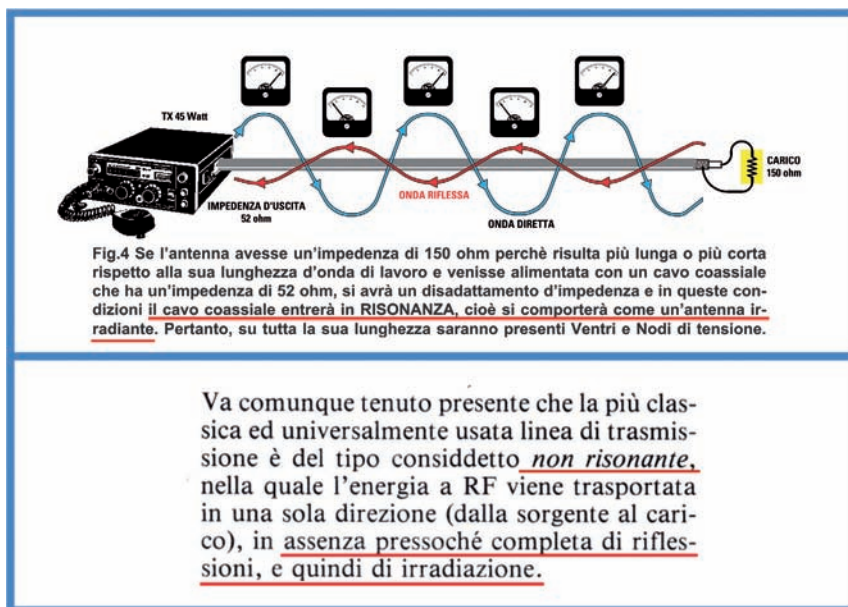 TX 45 Watt
IMPEDENZA D'USCITA
52 ohm
ONDA RIFLESSA
ONDA DIRETTA
CARICO
150 ohm
Fig.4 Se l'antenna avesse un'impedenza di 150 ohm perchè risulta più lunga o più corta
rispetto alla sua lunghezza d'onda di lavoro e venisse alimentata con un cavo coassiale
che ha un'impedenza di 52 ohm, si avrà un disadattamento d'impedenza e in queste con-
dizioni il cavo coassiale entrerà in RISONANZA, cioè si comporterà come un'antenna ir-
radiante. Pertanto, su tutta la sua lunghezza saranno presenti Ventri e Nodi di tensione.
Va comunque tenuto presente che la più clas-
sica ed universalmente usata linea di trasmis-
sione è del tipo considdetto non risonante,
nella quale l'energia a RF viene trasportata
in una sola direzione (dalla sorgente al cari-
co), in assenza pressoché completa di rifles-
sioni, e quindi di irradiazione.